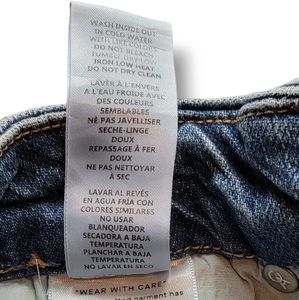 WASH INSIDE OUT
IN COLD WATER
WITH LIKE COLORS
DO NOT BLEACH
TUMBLE DRY LOW
IRON LOW HEAT
DO NOT DRY CLEAN
LAVER À L'ENVERS
A L'EAU FROIDE AVEC
DES COULEURS
SEMBLABLES
NE PAS JAVELLISER
SECHE-LINGE
DOUX
REPASSAGE À FER
DOUX
NE PAS NETTOYER
À SEC
LAVAR AL REVÉS
EN AGUA FRÍA CON
COLORES SIMILARES
NO USAR
BLANQUEADOR
SECADORA A BAJA
TEMPERATURA
PLANCHAR A BAJA
TEMPERATURA
NO LAVAR EN SECO
"WEAR WITH CARE"
garment has